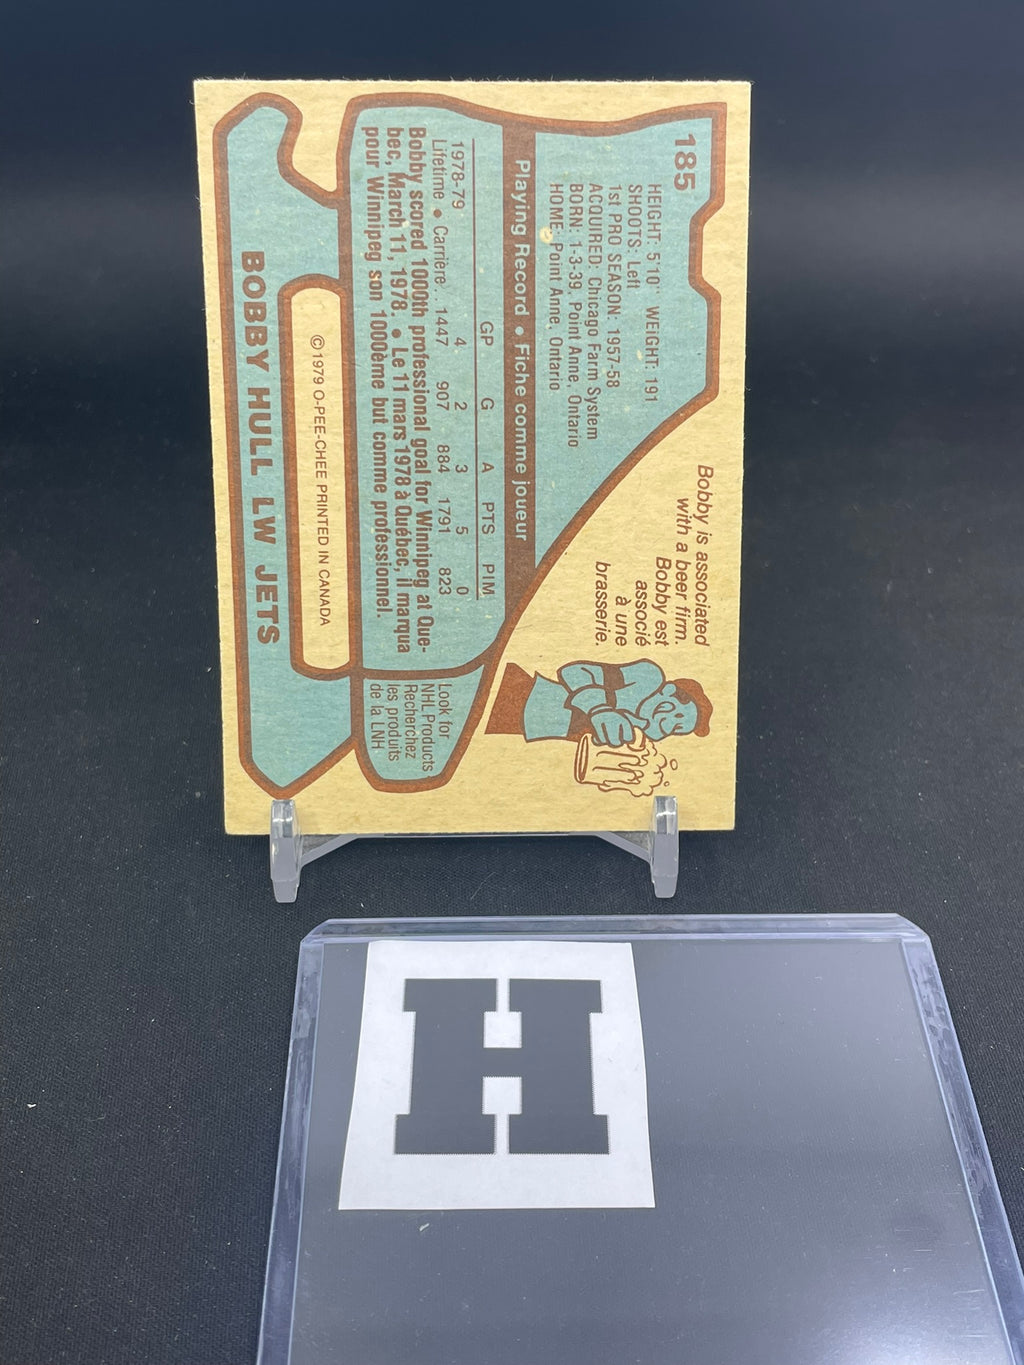 185
HEIGHT: 5'10" WEIGHT: 191
SHOOTS: Left
1st PRO SEASON: 1957-58
ACQUIRED: Chicago Farm System
BORN: 1-3-39, Point Anne, Ontario
HOME: Point Anne, Ontario
Bobby is associated
with a beer firm.
Bobby est
associé
à une
brasserie.
Playing Record • Fiche comme joueur
GP G A PTS PIM
1978-79 4 2 3 5 0
Lifetime • Carrière . . 1447 907 884 1791 823
Bobby scored 1000th professional goal for Winnipeg at Que-
bec, March 11, 1978. • Le 11 mars 1978 à Québec, il marqua
pour Winnipeg son 1000ème but comme professionnel.
Look for
NHL Products
Recherchez
les produits
de la LNH
©1979 O-PEE-CHEE PRINTED IN CANADA
BOBBY HULL LW JETS
H